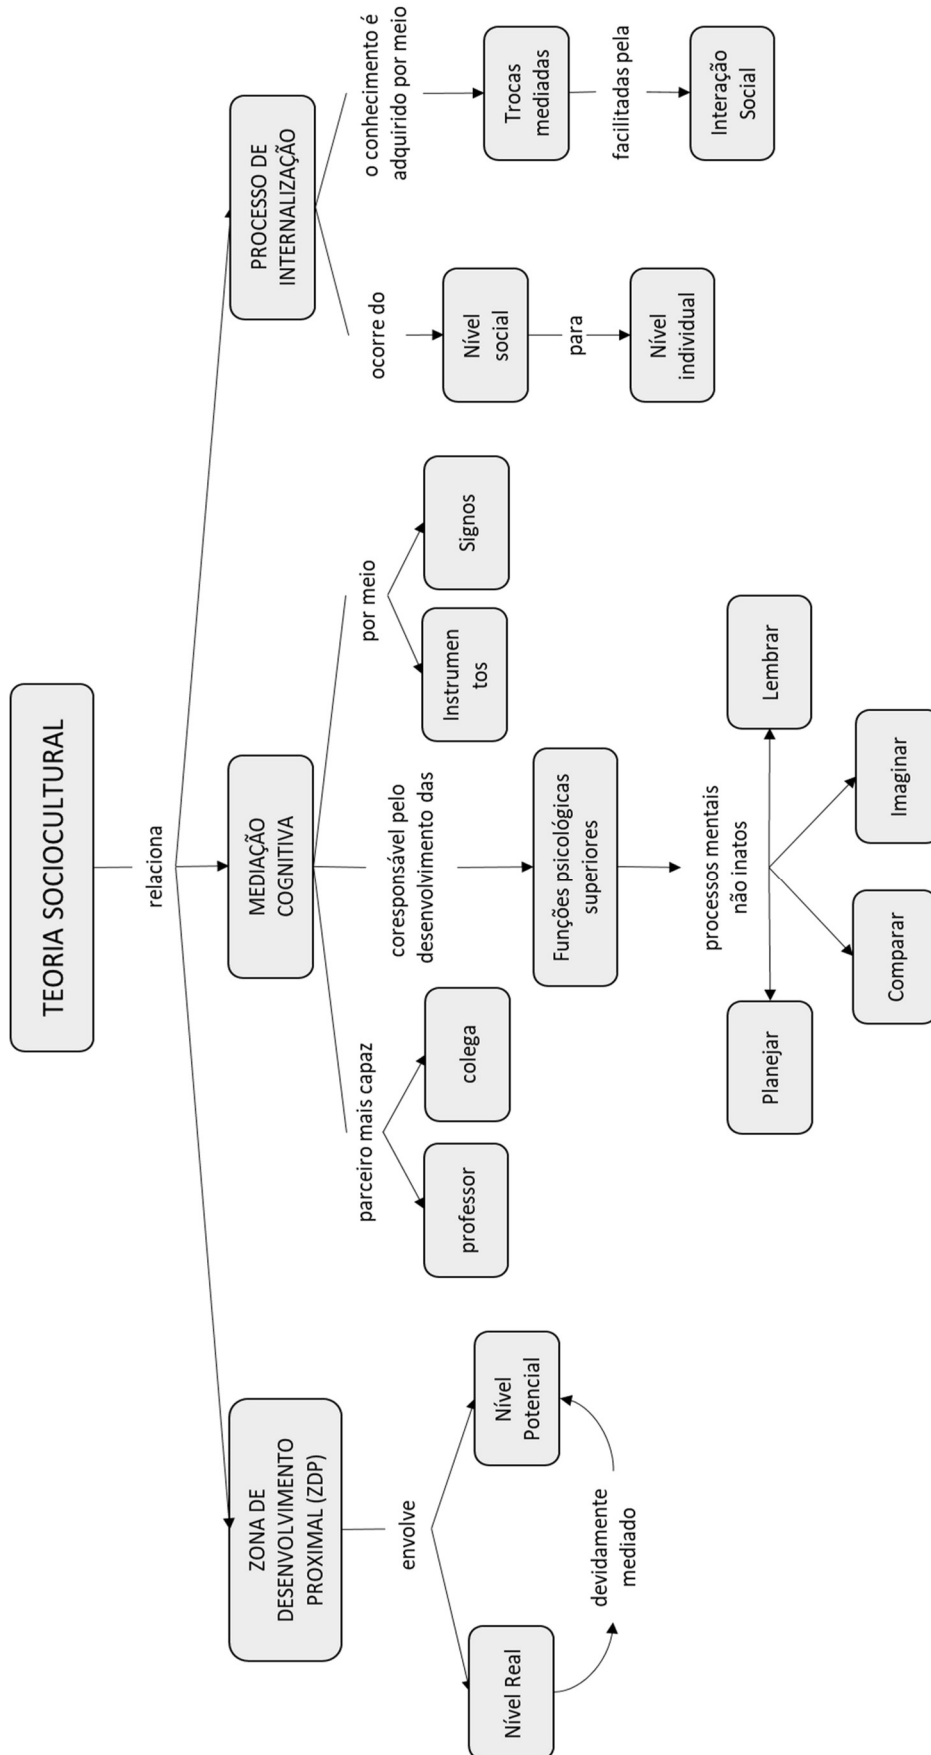 TEORIA SOCIOCULTURAL
relaciona
ZONA DE
DESENVOLVIMENTO
PROXIMAL (ZDP)
envolve
Nível Real
Nível
Potencial
devidamente
mediado
MEDIAÇÃO
COGNITIVA
parceiro mais capaz
professor
colega
coresponsável pelo
desenvolvimento das
Funções psicológicas
superiores
processos mentais
não inatos
Planejar
Comparar
Imaginar
Lembrar
por meio
Instrumen
tos
Signos
PROCESSO DE
INTERNALIZAÇÃO
ocorre do
Nível
social
para
Nível
individual
o conhecimento é
adquirido por meio
Trocas
mediadas
facilitadas pela
Interação
Social